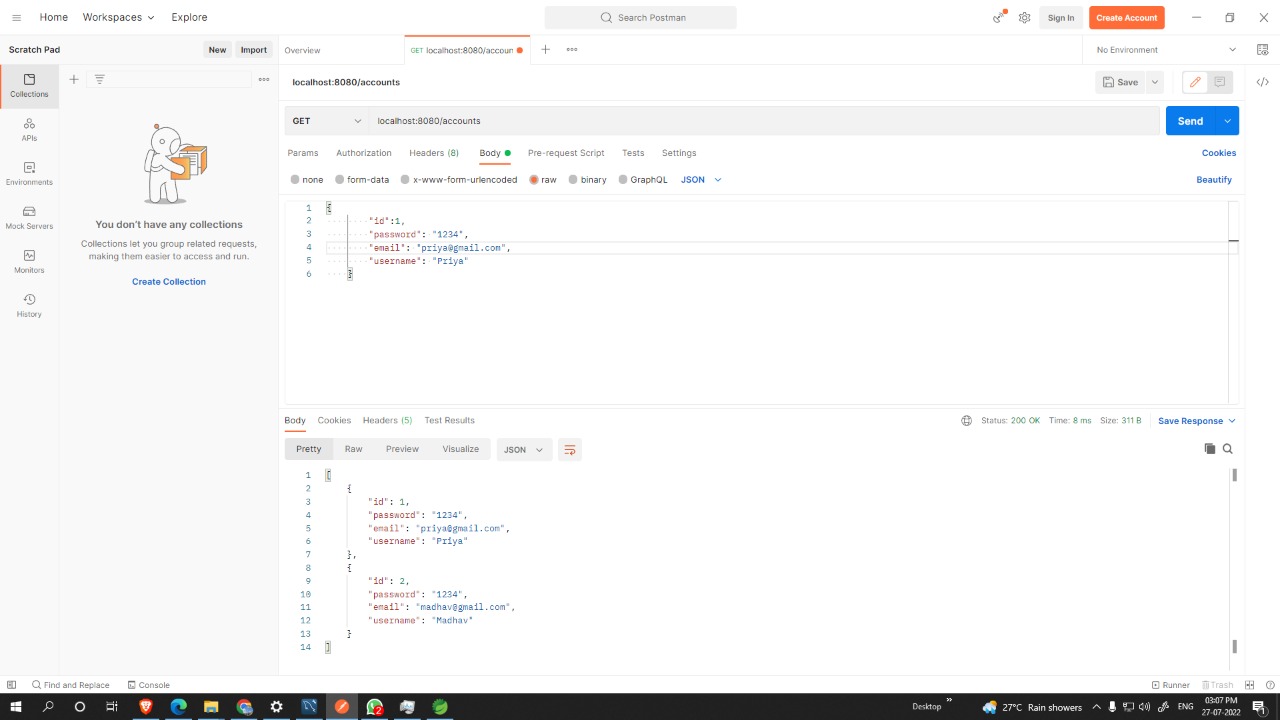 Home Workspaces Explore Search Postman Sign In Create Account
Scratch Pad New Import Overview GET localhost:8080/accoun No Environment
Collections
localhost:8080/accounts Save
GET localhost:8080/accounts Send
APIs
Params Authorization Headers (8) Body Pre-request Script Tests Settings Cookies
Environments
none form-data x-www-form-urlencoded raw binary GraphQL JSON Beautify
Mock Servers
Monitors
History
You don't have any collections
Collections let you group related requests,
making them easier to access and run.
Create Collection
1 {
2 "id":1,
3 "password": "1234",
4 "email": "priya@gmail.com",
5 "username": "Priya"
6 }
Body Cookies Headers (5) Test Results Status: 200 OK Time: 8 ms Size: 311 B Save Response
Pretty Raw Preview Visualize JSON
1 [
2 {
3 "id": 1,
4 "password": "1234",
5 "email": "priya@gmail.com",
6 "username": "Priya"
7 },
8 {
9 "id": 2,
10 "password": "1234",
11 "email": "madhav@gmail.com",
12 "username": "Madhav"
13 }
14 ]
Find and Replace Console Runner Trash
2 Desktop » 27°C Rain showers ENG 03:07 PM
27-07-2022 1